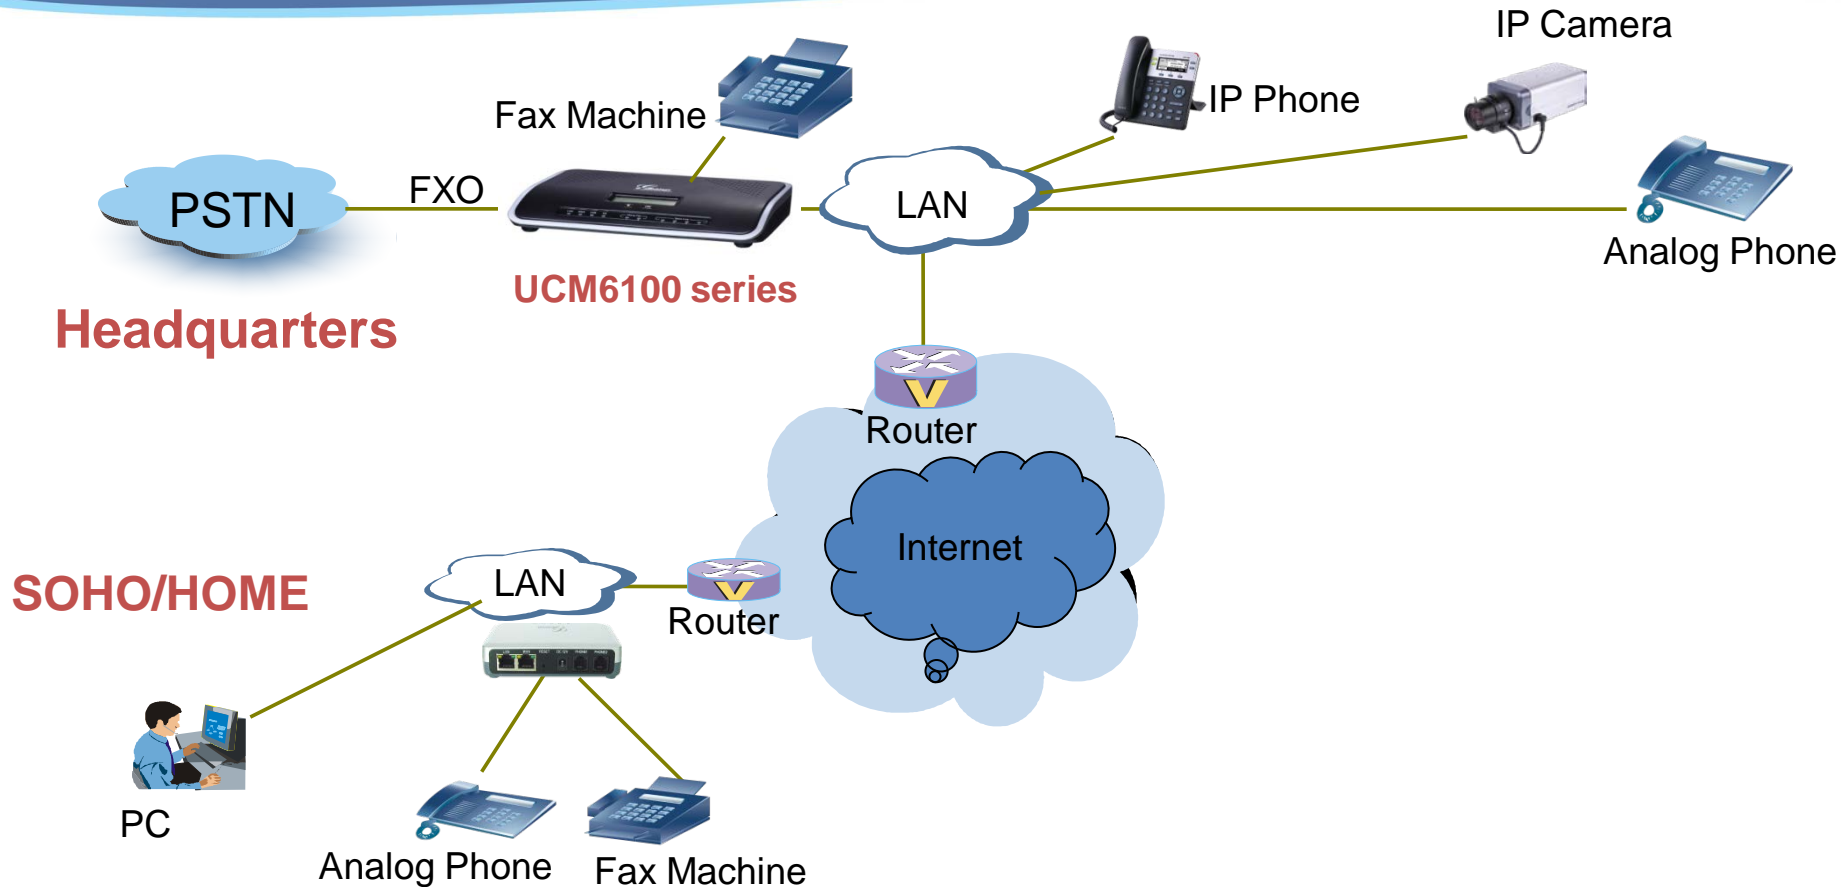 IP Camera
Fax Machine
IP Phone
PSTN
FXO
LAN
Analog Phone
UCM6100 series
Headquarters
Router
Internet
SOHO/HOME
LAN
Router
PC
Analog Phone
Fax Machine